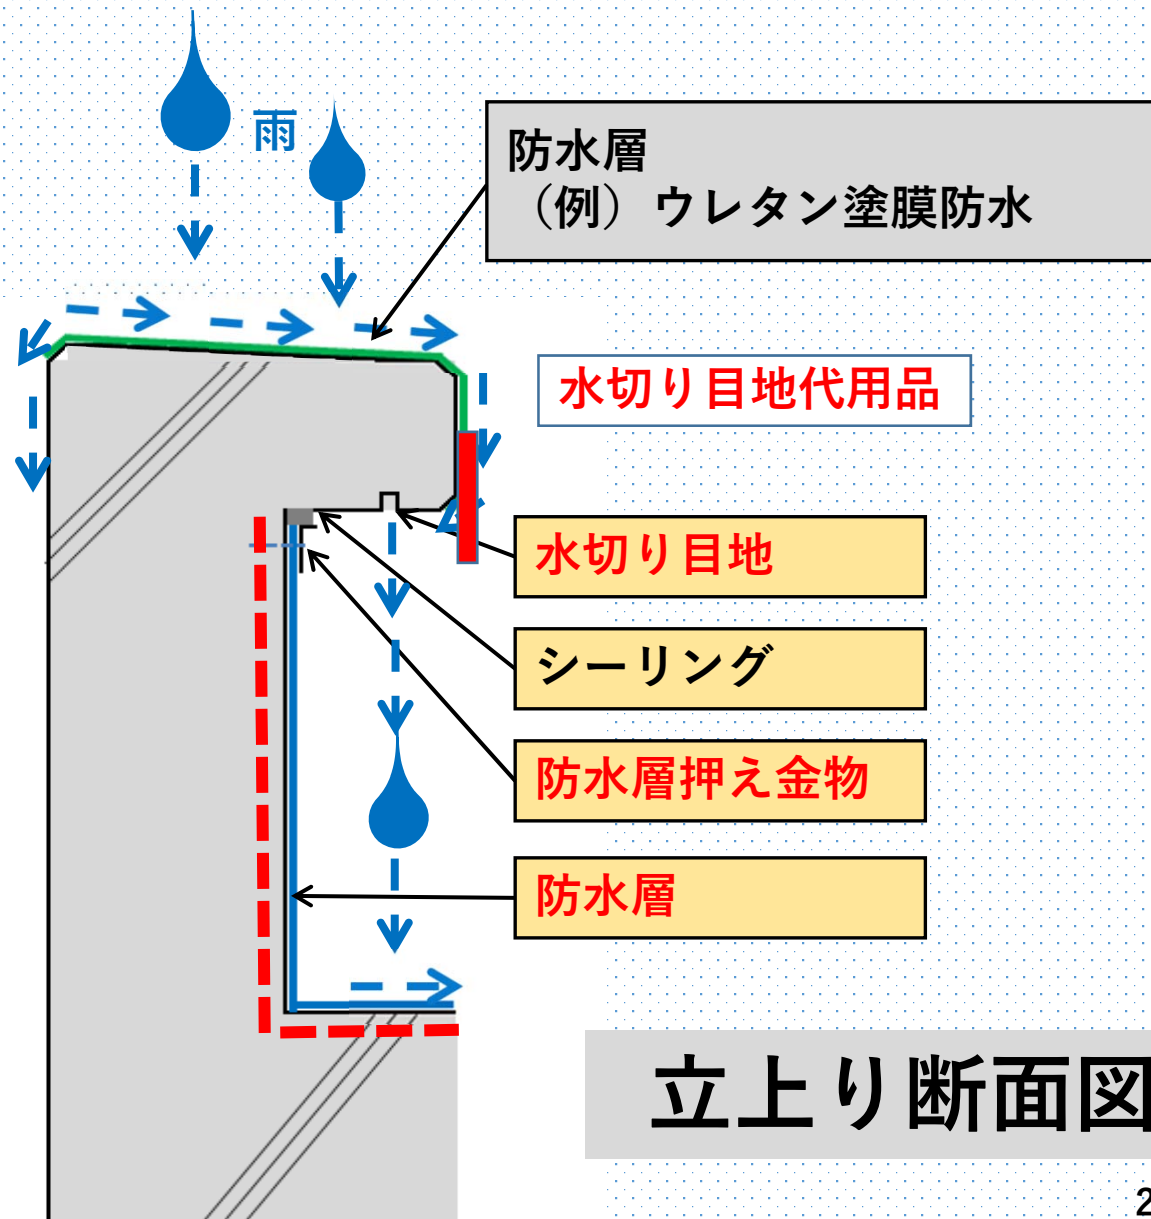 雨
防水層
（例）ウレタン塗膜防水
水切り目地代用品
水切り目地
シーリング
防水層押え金物
防水層
立上り断面図
2